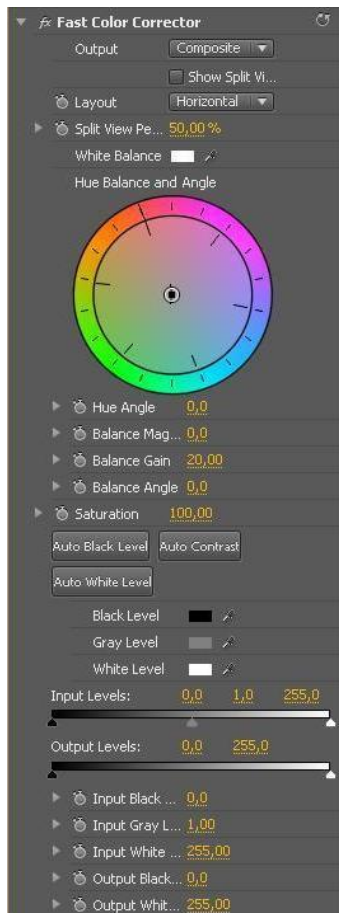 fx Fast Color Corrector
Output Composite
Show Split Vi...
Layout Horizontal
Split View Pe... 50,00 %
White Balance
Hue Balance and Angle
Hue Angle 0,0
Balance Mag... 0,0
Balance Gain 20,00
Balance Angle 0,0
Saturation 100,00
Auto Black Level Auto Contrast
Auto White Level
Black Level
Gray Level
White Level
Input Levels: 0,0 1,0 255,0
Output Levels: 0,0 255,0
Input Black ... 0,0
Input Gray L... 1,00
Input White ... 255,00
Output Black... 0,0
Output Whit... 255,00